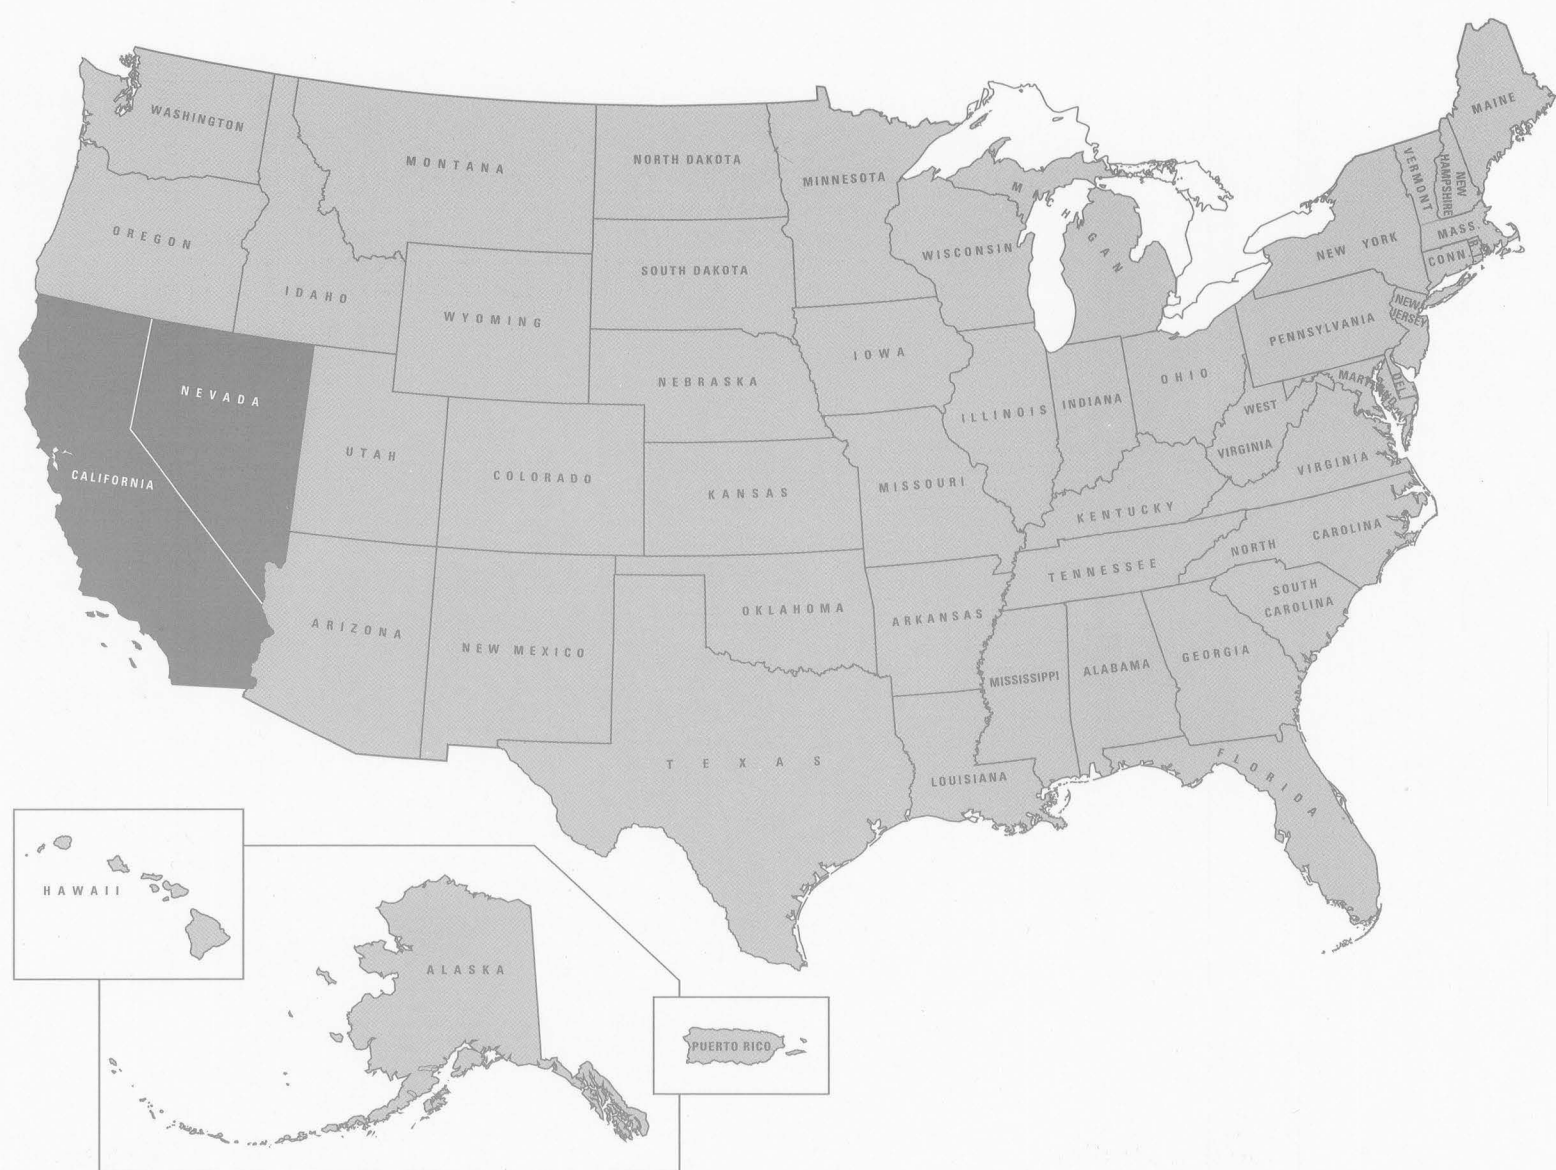 MAINE
WASHINGTON
MONTANA
NORTH DAKOTA
MINNESOTA
VERMONT
NEW
HAMPSHIRE
MICHIGAN
OREGON
IDAHO
WYOMING
SOUTH DAKOTA
WISCONSIN
NEW YORK
MASS.
CONN.
NEVADA
NEBRASKA
IOWA
ILLINOIS
INDIANA
OHIO
PENNSYLVANIA
NEW
JERSEY
MARYLAND
DEL.
CALIFORNIA
UTAH
COLORADO
KANSAS
MISSOURI
KENTUCKY
WEST
VIRGINIA
VIRGINIA
ARIZONA
NEW MEXICO
OKLAHOMA
ARKANSAS
TENNESSEE
NORTH CAROLINA
SOUTH
CAROLINA
TEXAS
LOUISIANA
MISSISSIPPI
ALABAMA
GEORGIA
FLORIDA
HAWAII
ALASKA
PUERTO RICO